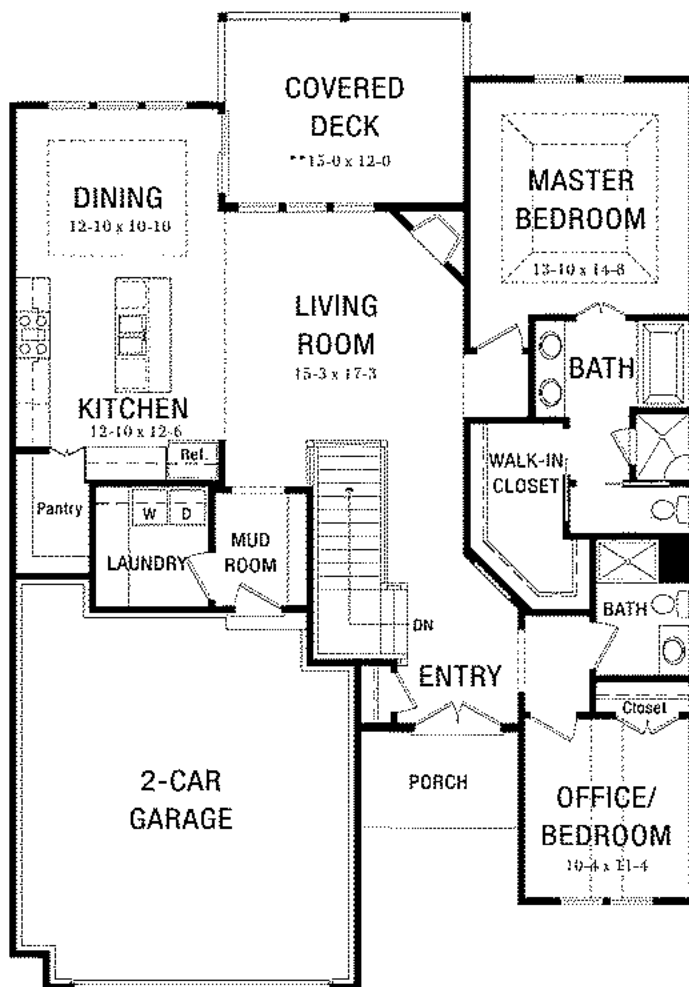 COVERED
DECK
**15-0 x 12-0
DINING
12-10 x 10-10
MASTER
BEDROOM
13-10 x 14-8
LIVING
ROOM
15-3 x 17-3
BATH
KITCHEN
12-10 x 12-6
Ref.
WALK-IN
CLOSET
Pantry
W
D
LAUNDRY
MUD
ROOM
BATH
DN
ENTRY
Closet
2-CAR
GARAGE
PORCH
OFFICE/
BEDROOM
10-4 x 11-4